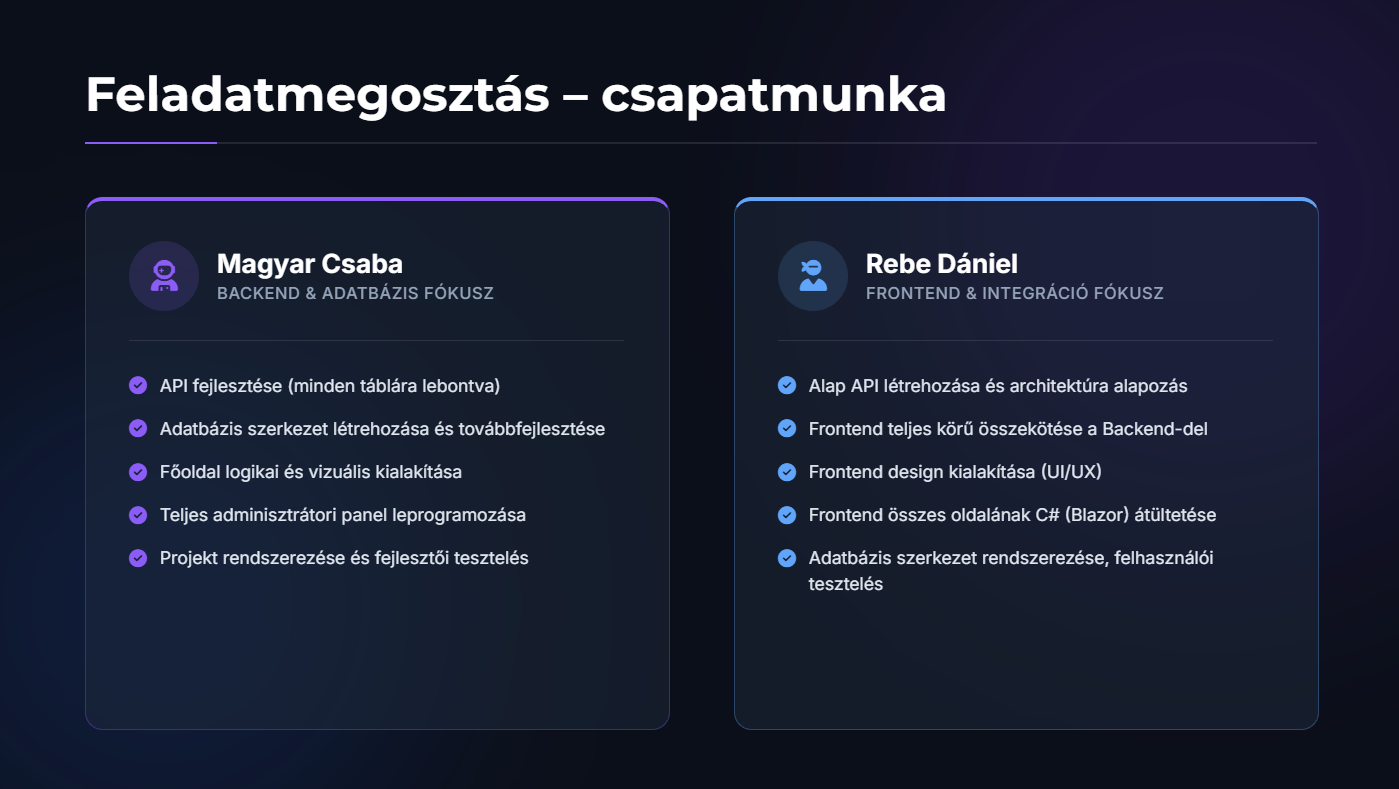 Feladatmegosztás – csapatmunka
Magyar Csaba
BACKEND & ADATBÁZIS FÓKUSZ
API fejlesztése (minden táblára lebontva)
Adatbázis szerkezet létrehozása és továbbfejlesztése
Főoldal logikai és vizuális kialakítása
Teljes adminisztrátori panel leprogramozása
Projekt rendszerezése és fejlesztői tesztelés
Rebe Dániel
FRONTEND & INTEGRÁCIÓ FÓKUSZ
Alap API létrehozása és architektúra alapozás
Frontend teljes körű összekötése a Backend-del
Frontend design kialakítása (UI/UX)
Frontend összes oldalának C# (Blazor) átültetése
Adatbázis szerkezet rendszerezése, felhasználói
tesztelés